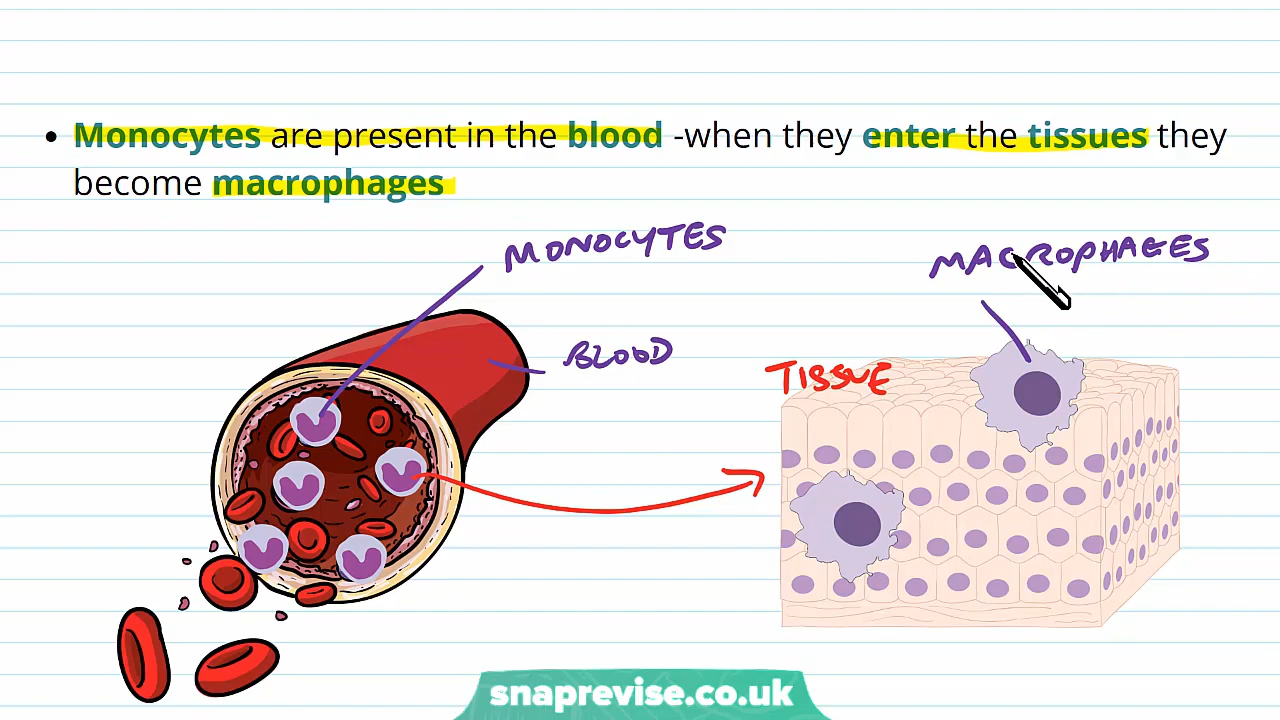 • Monocytes are present in the blood -when they enter the tissues they
become macrophages
MONOCYTES
MACROPHAGES
BLOOD
TISSUE
snaprevise.co.uk